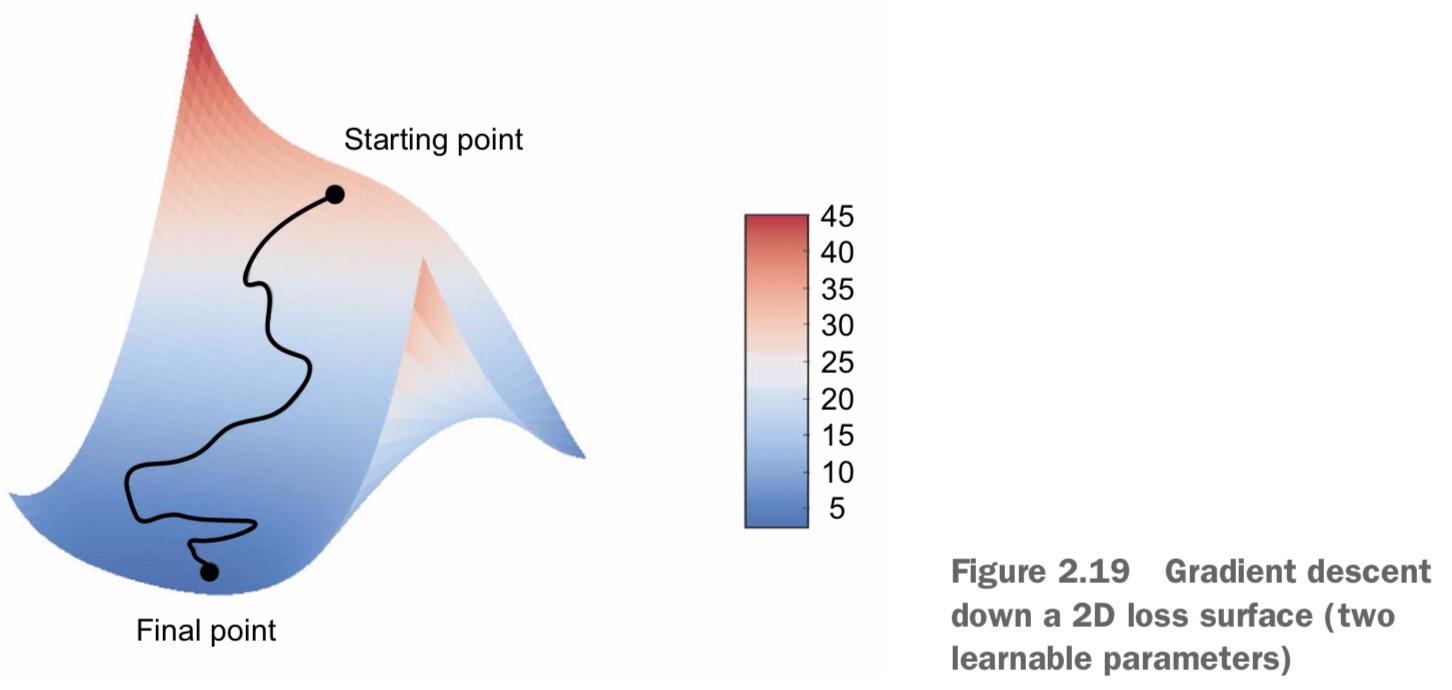 Starting point
45
40
35
30
25
20
15
10
5
Final point
Figure 2.19 Gradient descent
down a 2D loss surface (two
learnable parameters)